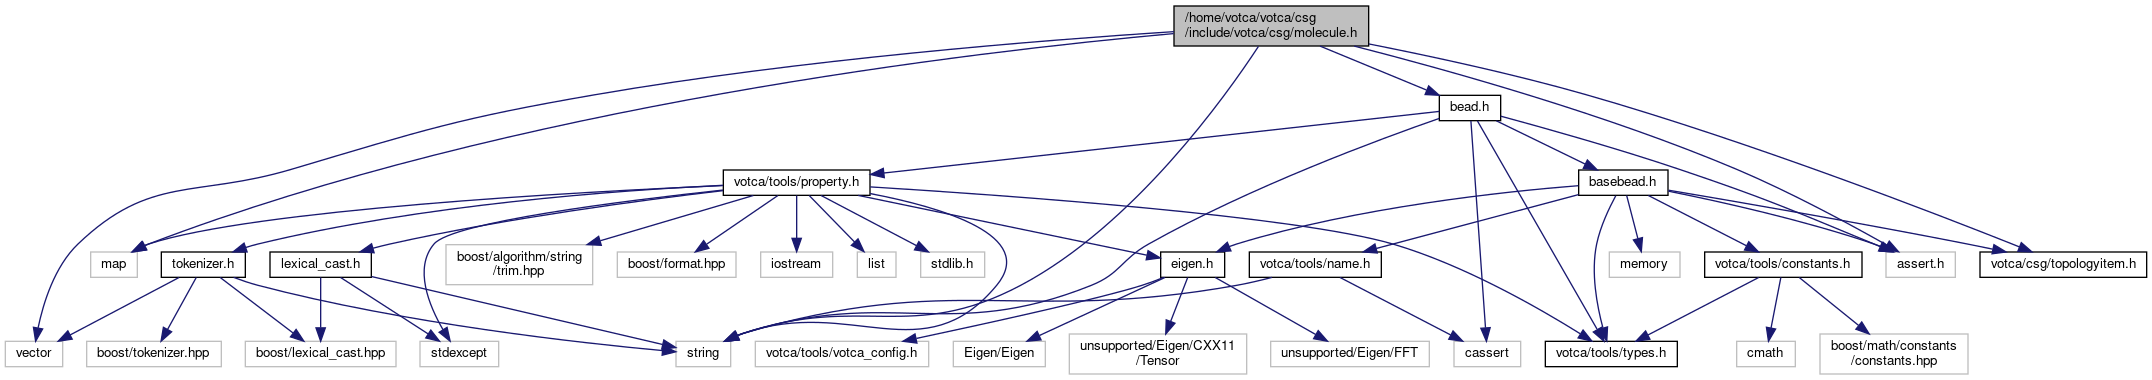 /home/votca/votca/csg
/include/votca/csg/molecule.h
bead.h
votca/tools/property.h
basebead.h
map
tokenizer.h
lexical_cast.h
boost/algorithm/string
/trim.hpp
boost/format.hpp
iostream
list
stdlib.h
eigen.h
votca/tools/name.h
memory
votca/tools/constants.h
assert.h
votca/csg/topologyitem.h
vector
boost/tokenizer.hpp
boost/lexical_cast.hpp
stdexcept
string
votca/tools/votca_config.h
Eigen/Eigen
unsupported/Eigen/CXX11
/Tensor
unsupported/Eigen/FFT
cassert
votca/tools/types.h
cmath
boost/math/constants
/constants.hpp